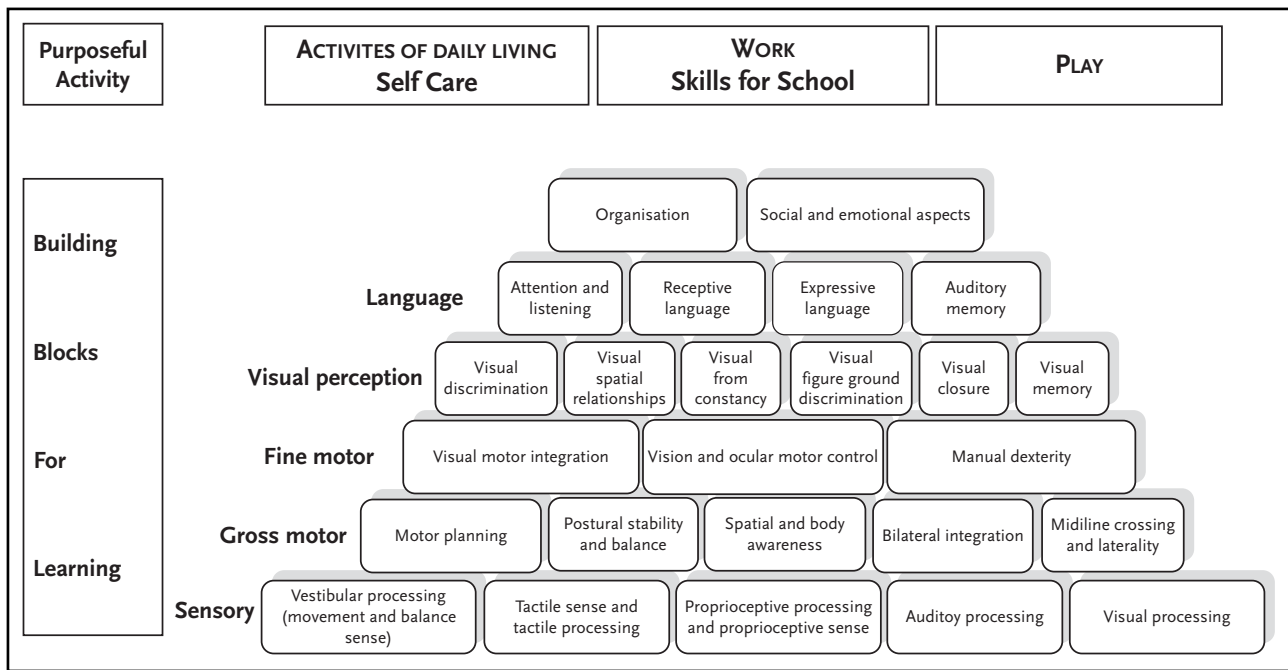 Purposeful
Activity
ACTIVITES OF DAILY LIVING
Self Care
WORK
Skills for School
PLAY
Building
Blocks
For
Learning
Organisation
Social and emotional aspects
Language
Attention and
listening
Receptive
language
Expressive
language
Auditory
memory
Visual perception
Visual
discrimination
Visual
spatial
relationships
Visual
from
constancy
Visual
figure ground
discrimination
Visual
closure
Visual
memory
Fine motor
Visual motor integration
Vision and ocular motor control
Manual dexterity
Gross motor
Motor planning
Postural stability
and balance
Spatial and body
awareness
Bilateral integration
Midiline crossing
and laterality
Sensory
Vestibular processing
(movement and balance
sense)
Tactile sense and
tactile processing
Proprioceptive processing
and proprioceptive sense
Auditoy processing
Visual processing